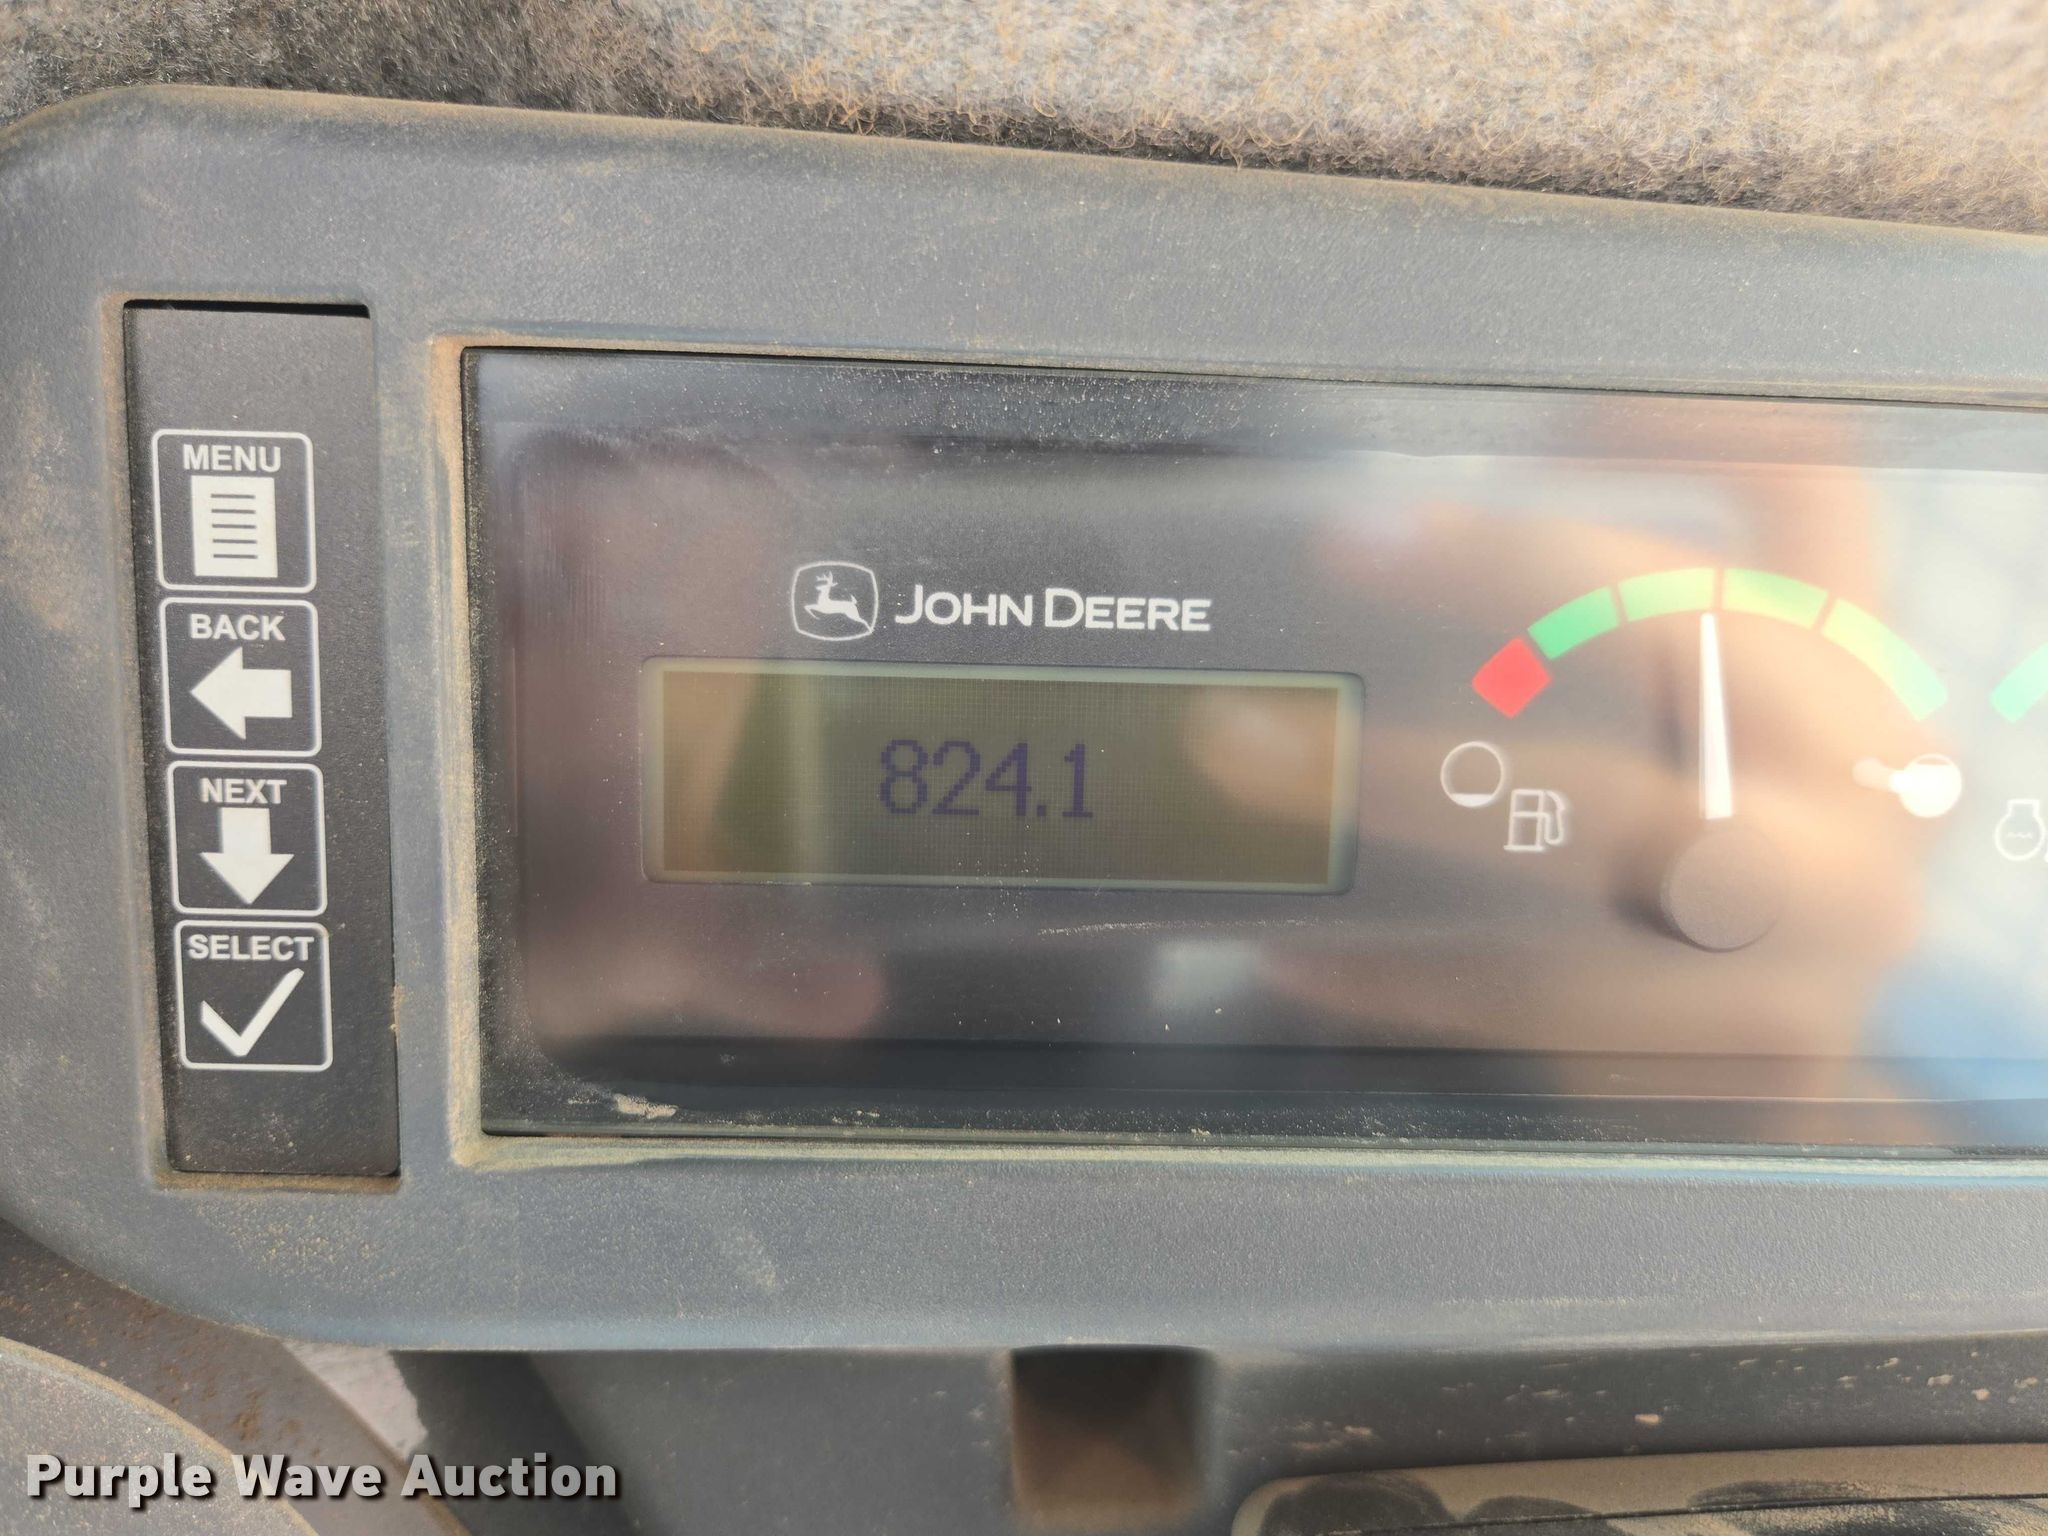 MENU
BACK
NEXT
SELECT
JOHN DEERE
824.1
Purple Wave Auction